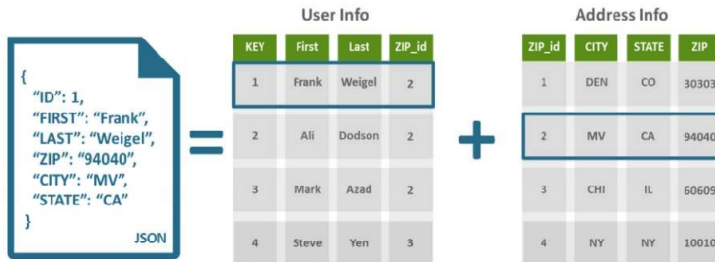 User Info
Address Info
{
"ID": 1,
"FIRST": "Frank",
"LAST": "Weigel",
"ZIP": "94040",
"CITY": "MV",
"STATE": "CA"
}
JSON
=
KEY First Last ZIP_id
1 Frank Weigel 2
2 Ali Dodson 2
3 Mark Azad 2
4 Steve Yen 3
+
ZIP_id CITY STATE ZIP
1 DEN CO 30303
2 MV CA 94040
3 CHI IL 60609
4 NY NY 10010